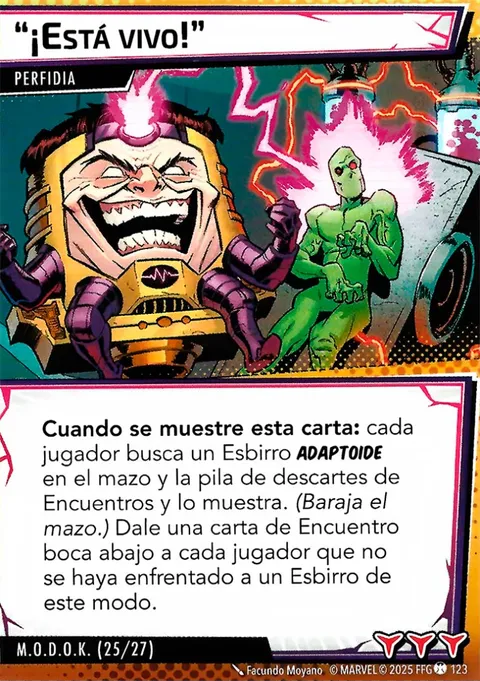 “¡Está vivo!”
PERFIDIA
Cuando se muestre esta carta: cada
jugador busca un Esbirro ADAPTOIDE
en el mazo y la pila de descartes de
Encuentros y lo muestra. (Baraja el
mazo.) Dale una carta de Encuentro
boca abajo a cada jugador que no
se haya enfrentado a un Esbirro de
este modo.
M.O.D.O.K. (25/27)
Facundo Moyano © MARVEL © 2025 FFG 123